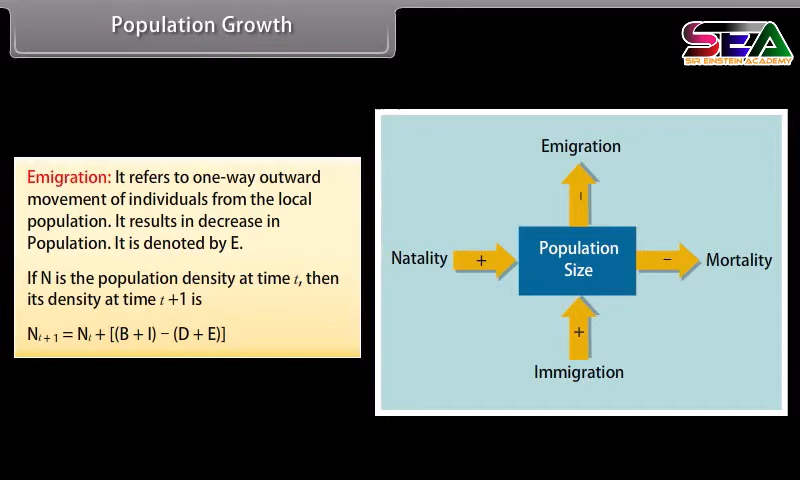 Population Growth
SEA
SIR EINSTEIN ACADEMY
Emigration: It refers to one-way outward
movement of individuals from the local
population. It results in decrease in
Population. It is denoted by E.
If N is the population density at time t, then
its density at time t +1 is
Nt + 1 = Nt + [(B + I) − (D + E)]
Emigration
−
Natality
+
Population
Size
−
Mortality
+
Immigration